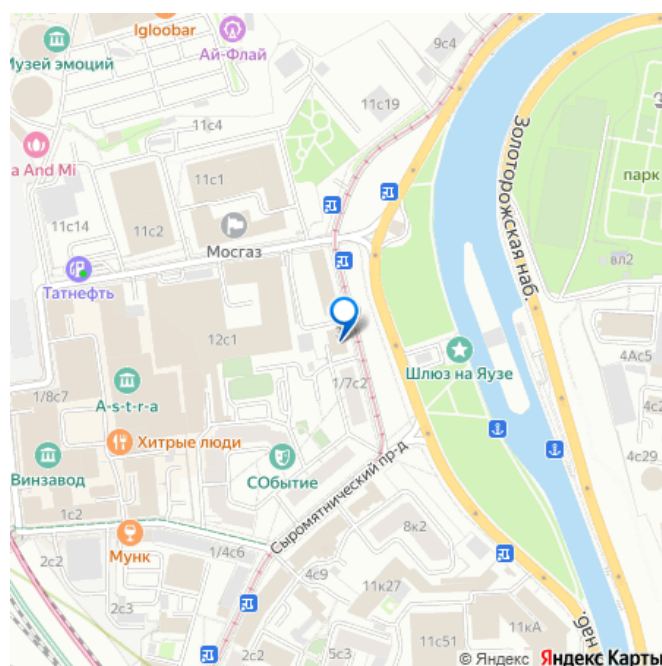 Igloobar
Ай-Флай
9с4
Музей эмоций
11с19
11с4
a And Mi
11с1
11с14
11с2
Мосгаз
Золоторожская наб.
парк
вл2
Татнефть
12с1
Шлюз на Яузе
4Ас5
1/8с7
1/7с2
A-s-t-r-a
4с2
Хитрые люди
4с29
Винзавод
СОбытие
1с2
Сыромятнический пр-д
8к2
Мунк
2с2
1/4с6
4с9
11к27
2с3
наб.
11кА
11с51
5с3
2с2
© Яндекс Яндекс Карты